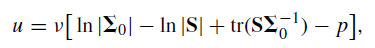 u = ν[ ln |Σ₀| − ln |S| + tr(SΣ₀⁻¹) − p],